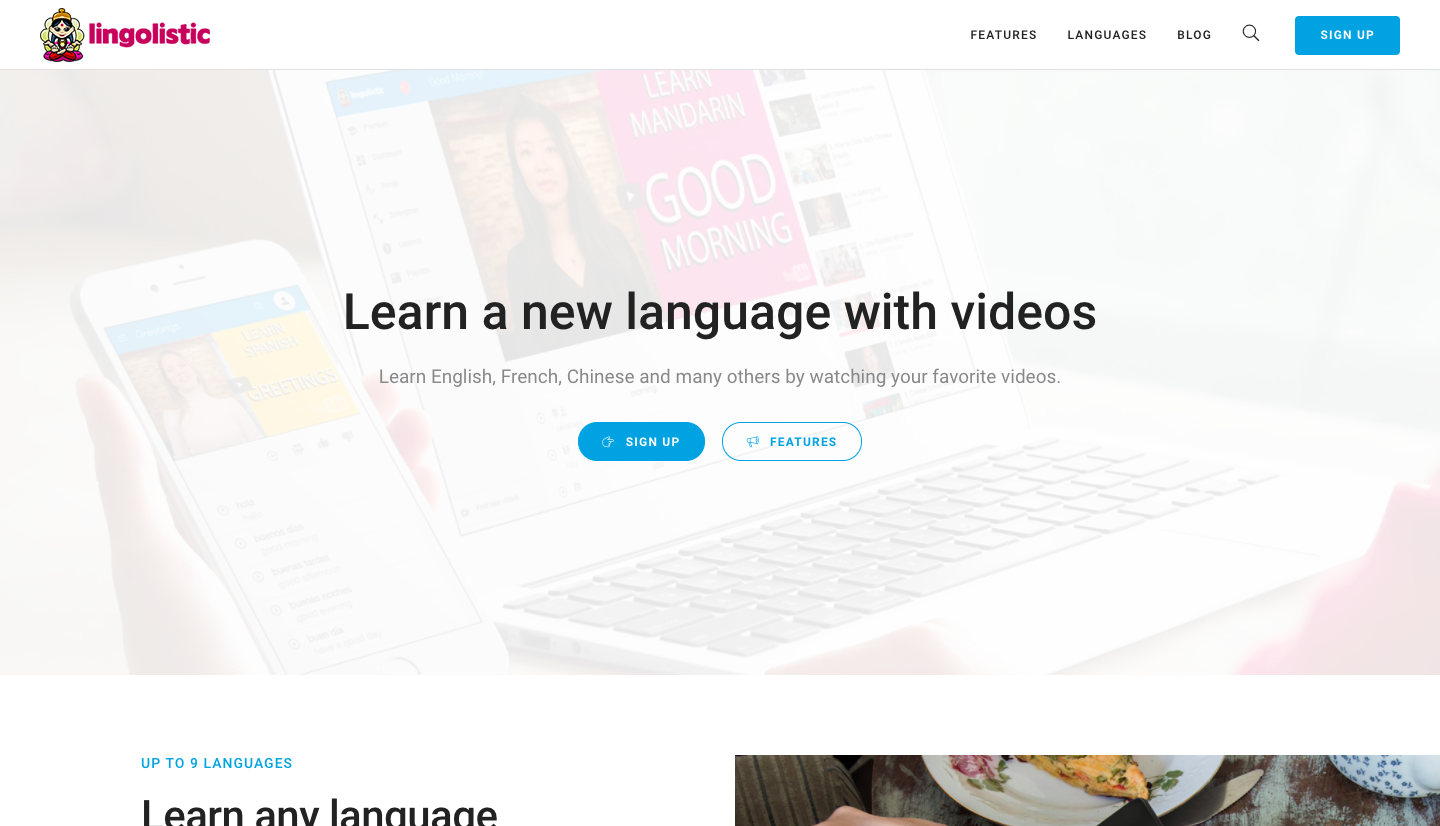 lingolistic
FEATURES
LANGUAGES
BLOG
SIGN UP
LEARN
MANDARIN
GOOD
MORNING
LEARN
SPANISH
GREETINGS
Learn a new language with videos
Learn English, French, Chinese and many others by watching your favorite videos.
SIGN UP
FEATURES
UP TO 9 LANGUAGES
Learn any language